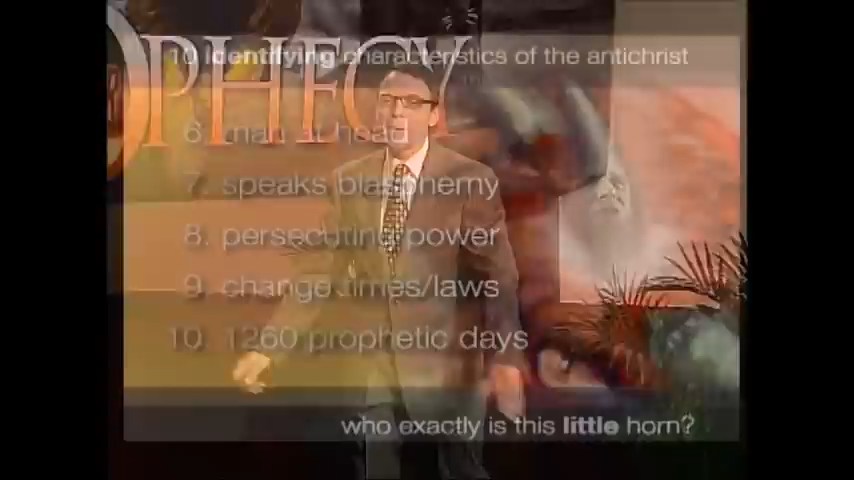 OPHECY
10 identifying characteristics of the antichrist
6. man at head
7. speaks blasphemy
8. persecuting power
9. change times/laws
10. 1260 prophetic days
who exactly is this little horn?